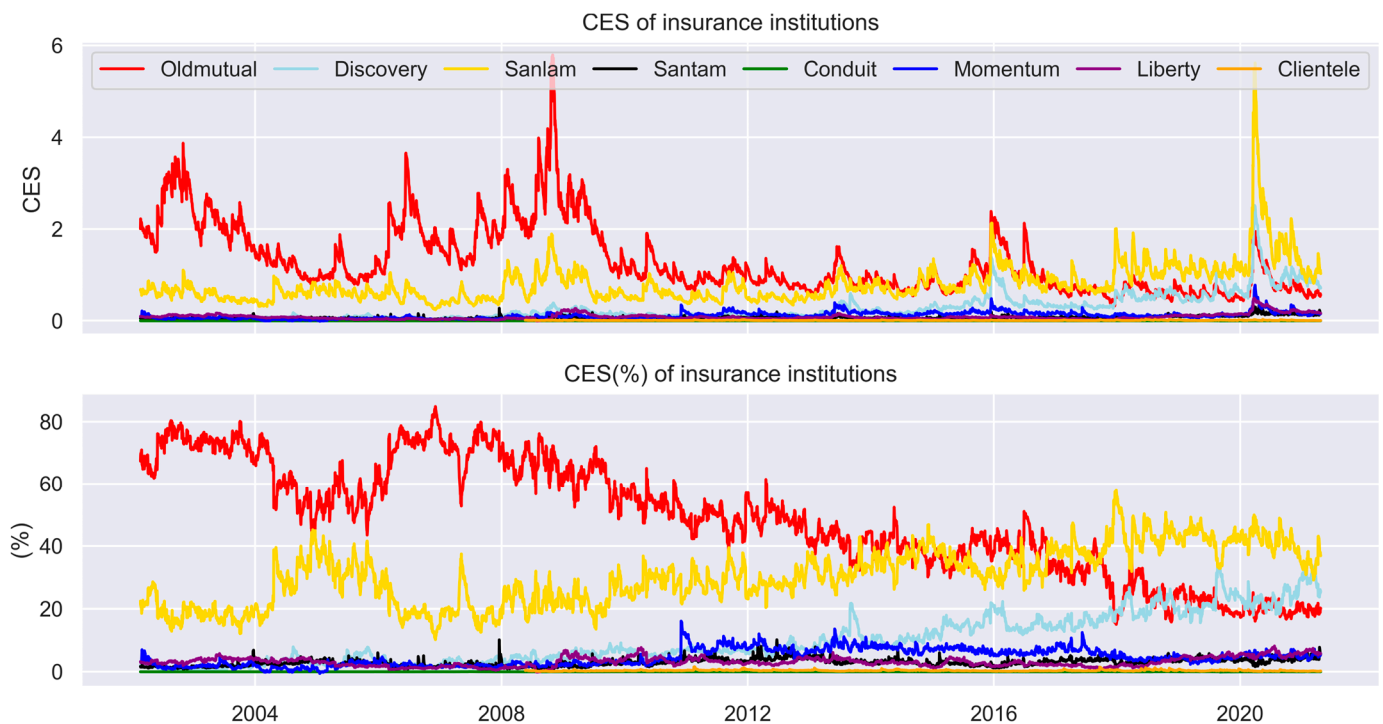 CES of insurance institutions
6
Oldmutual Discovery Sanlam Santam Conduit Momentum Liberty Clientele
4
CES
2
0
CES(%) of insurance institutions
80
60
(%)
40
20
0
2004 2008 2012 2016 2020